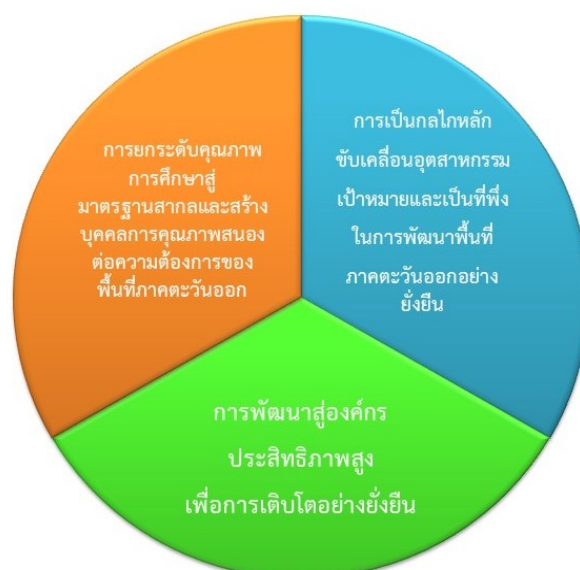 การยกระดับคุณภาพ
การศึกษาสู่
มาตรฐานสากลและสร้าง
บุคคลการคุณภาพสนอง
ต่อความต้องการของ
พื้นที่ภาคตะวันออก
การเป็นกลไกหลัก
ขับเคลื่อนอุตสาหกรรม
เป้าหมายและเป็นที่พึ่ง
ในการพัฒนาพื้นที่
ภาคตะวันออกอย่าง
ยั่งยืน
การพัฒนาสู่องค์กร
ประสิทธิภาพสูง
เพื่อการเติบโตอย่างยั่งยืน